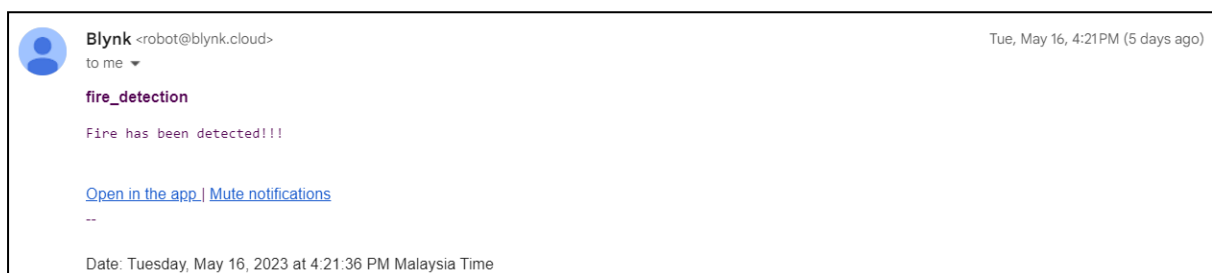 Blynk <robot@blynk.cloud> Tue, May 16, 4:21 PM (5 days ago)
to me
fire_detection
Fire has been detected!!!
Open in the app | Mute notifications
--
Date: Tuesday, May 16, 2023 at 4:21:36 PM Malaysia Time